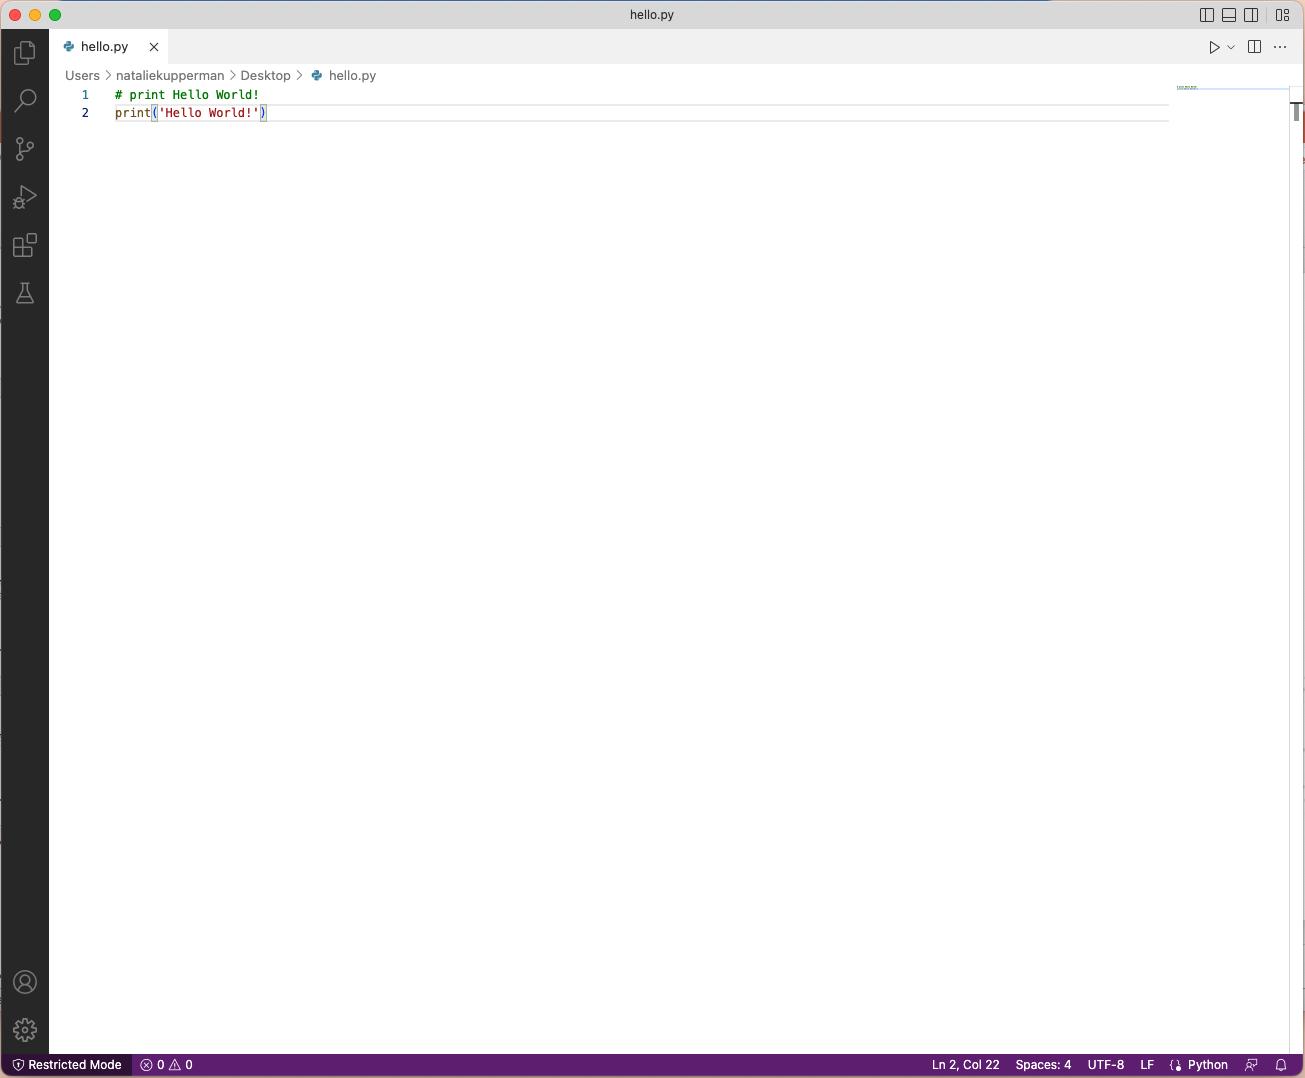 hello.py
hello.py
Users > nataliekupperman > Desktop > hello.py
1 # print Hello World!
2 print('Hello World!')
Restricted Mode 0 0 Ln 2, Col 22 Spaces: 4 UTF-8 LF Python